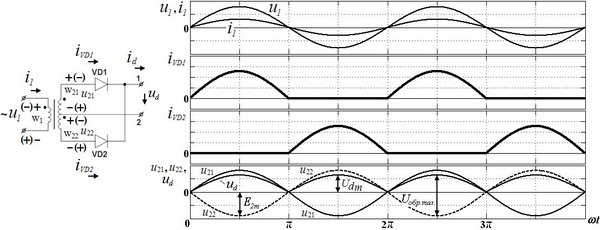 i1
~u1
(–)+
(+)–
w1
iVD1
+(–)
VD1
w21 u21
–(+)
+(–)
w22 u22
–(+)
VD2
iVD2
id
1
ud
2
u1, i1
u1
i1
0
iVD1
0
iVD2
0
u21, u22,
ud
u21
u22
ud
Udm
E2m
Uобр.max.
u22
u21
0
0 π 2π 3π ωt